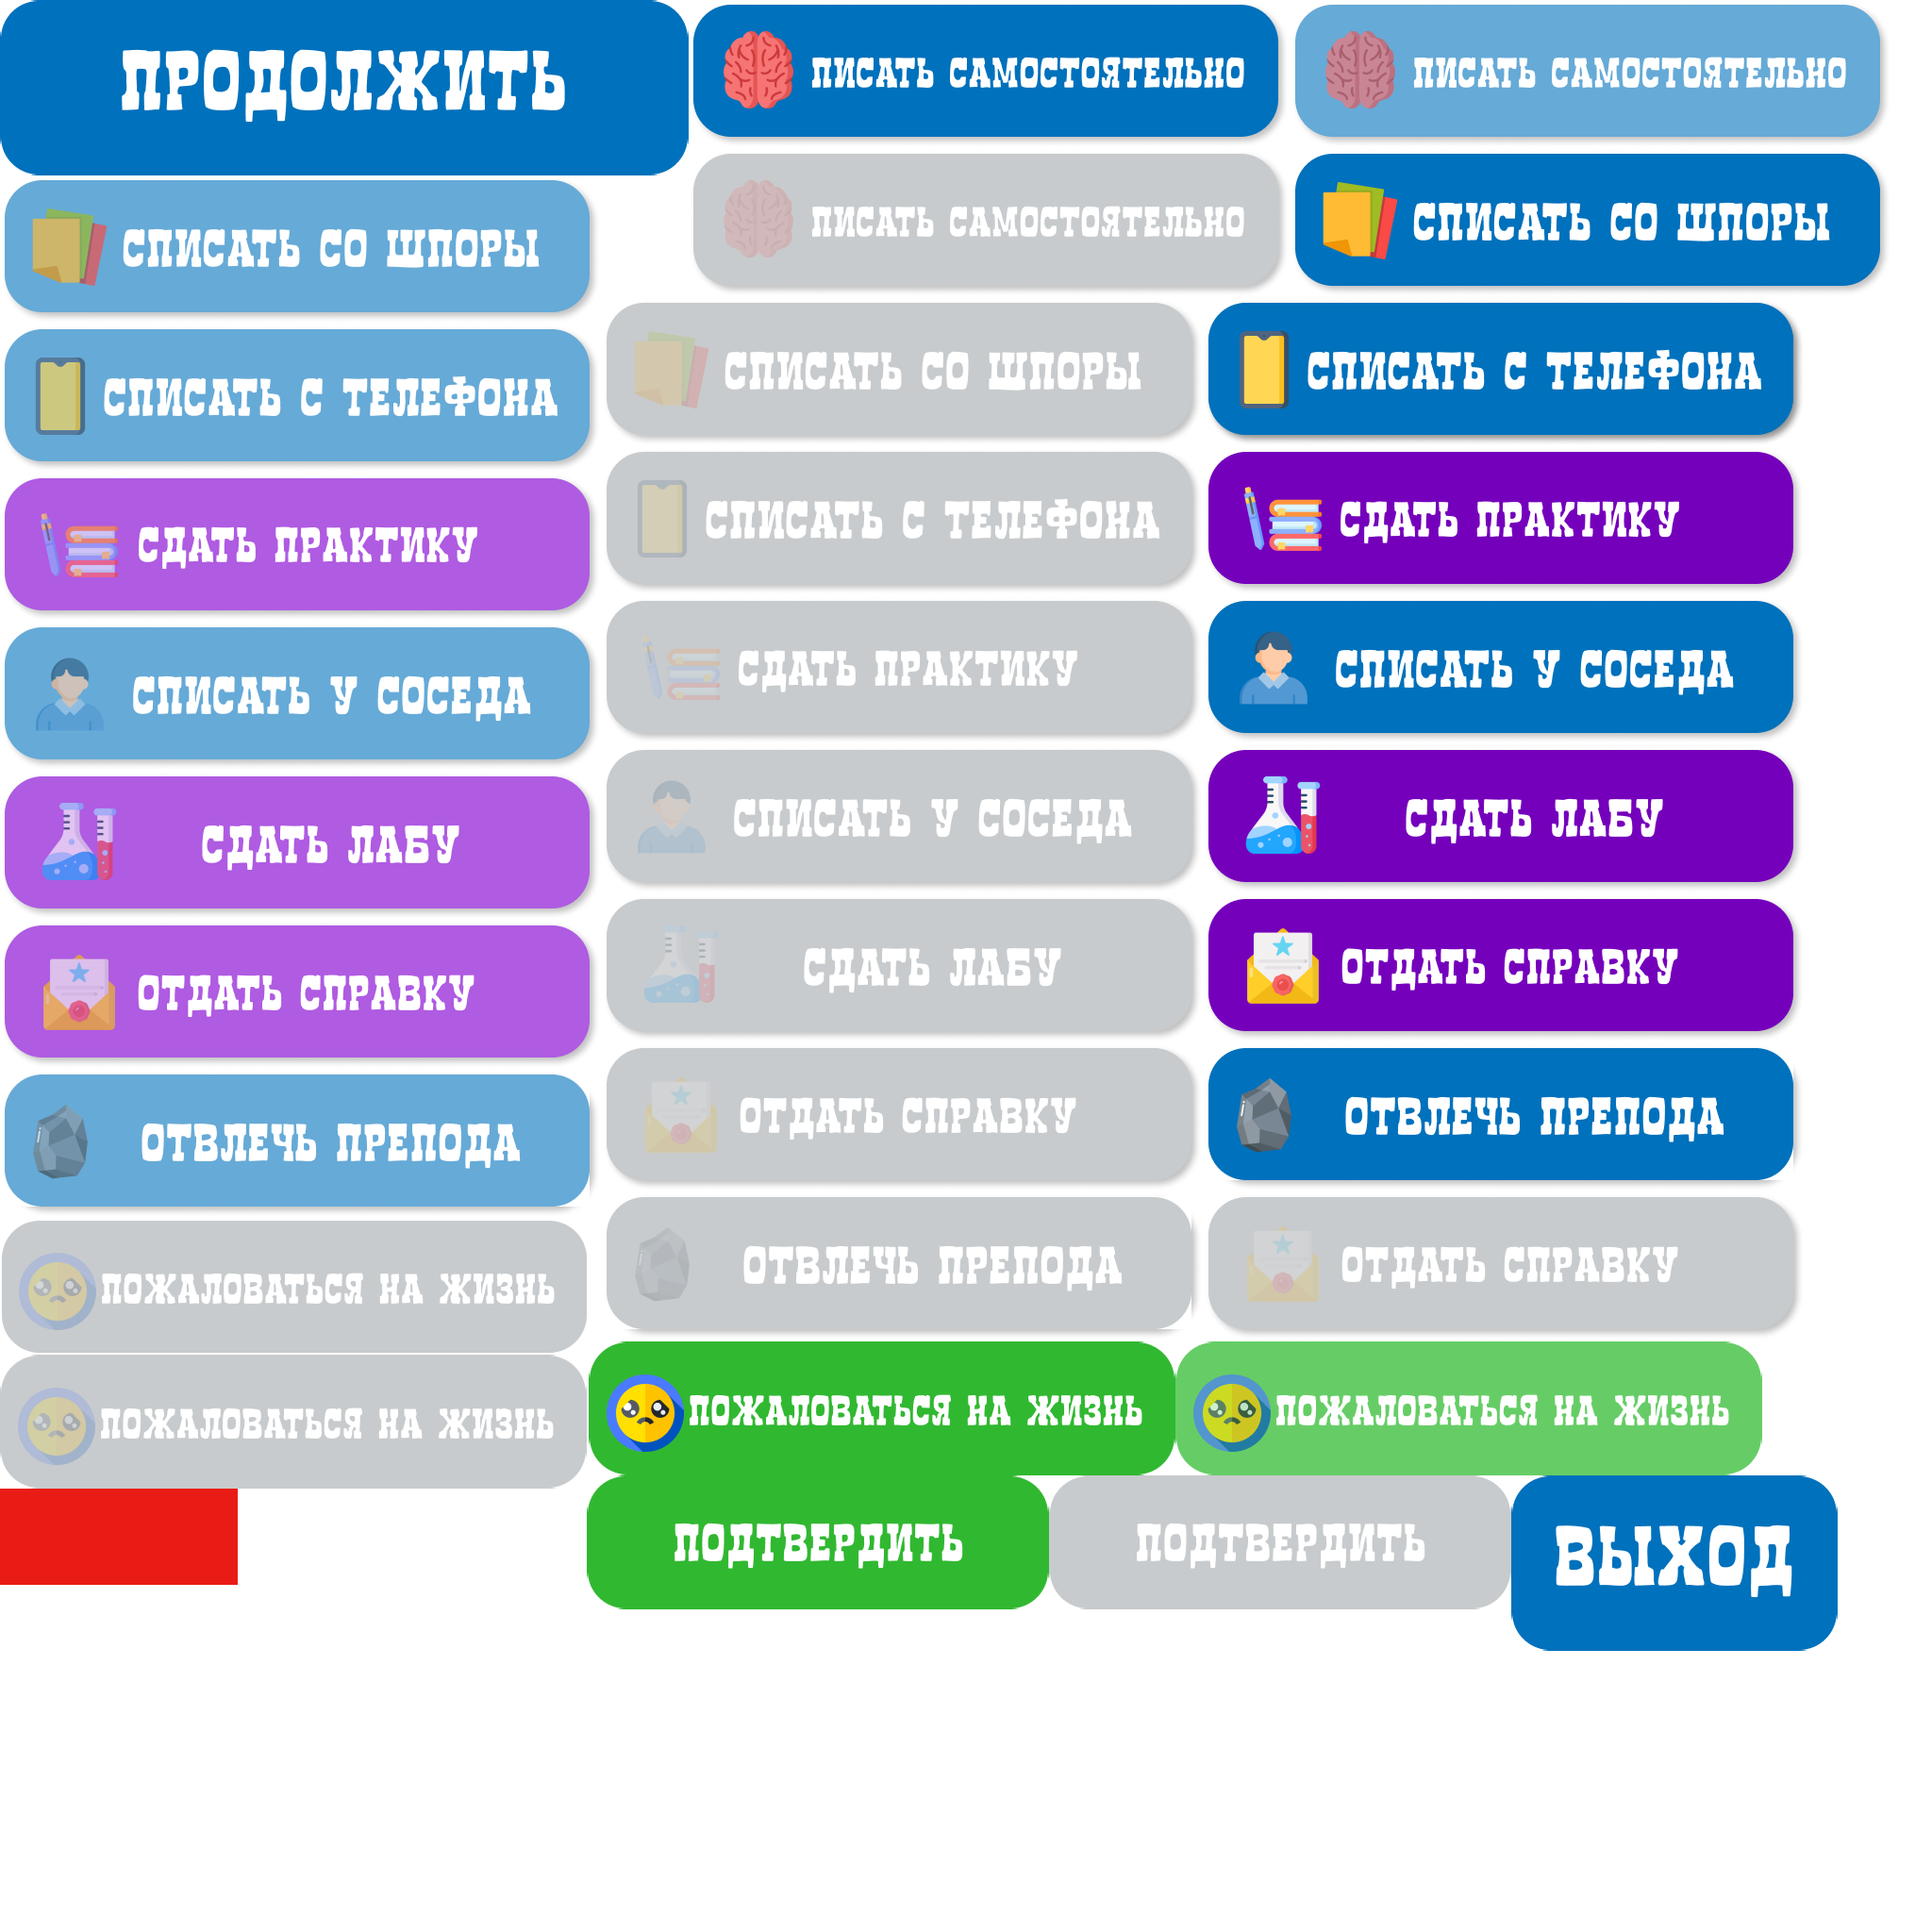 ПРОДОЛЖИТЬ
ПИСАТЬ САМОСТОЯТЕЛЬНО
ПИСАТЬ САМОСТОЯТЕЛЬНО
СПИСАТЬ СО ШПОРЫ
ПИСАТЬ САМОСТОЯТЕЛЬНО
СПИСАТЬ СО ШПОРЫ
СПИСАТЬ С ТЕЛЕФОНА
СПИСАТЬ СО ШПОРЫ
СПИСАТЬ С ТЕЛЕФОНА
СДАТЬ ПРАКТИКУ
СПИСАТЬ С ТЕЛЕФОНА
СДАТЬ ПРАКТИКУ
СПИСАТЬ У СОСЕДА
СДАТЬ ПРАКТИКУ
СПИСАТЬ У СОСЕДА
СДАТЬ ЛАБУ
СПИСАТЬ У СОСЕДА
СДАТЬ ЛАБУ
ОТДАТЬ СПРАВКУ
СДАТЬ ЛАБУ
ОТДАТЬ СПРАВКУ
ОТВЛЕЧЬ ПРЕПОДА
ОТДАТЬ СПРАВКУ
ОТВЛЕЧЬ ПРЕПОДА
ПОЖАЛОВАТЬСЯ НА ЖИЗНЬ
ОТВЛЕЧЬ ПРЕПОДА
ОТДАТЬ СПРАВКУ
ПОЖАЛОВАТЬСЯ НА ЖИЗНЬ
ПОЖАЛОВАТЬСЯ НА ЖИЗНЬ
ПОЖАЛОВАТЬСЯ НА ЖИЗНЬ
ПОДТВЕРДИТЬ
ПОДТВЕРДИТЬ
ВЫХОД